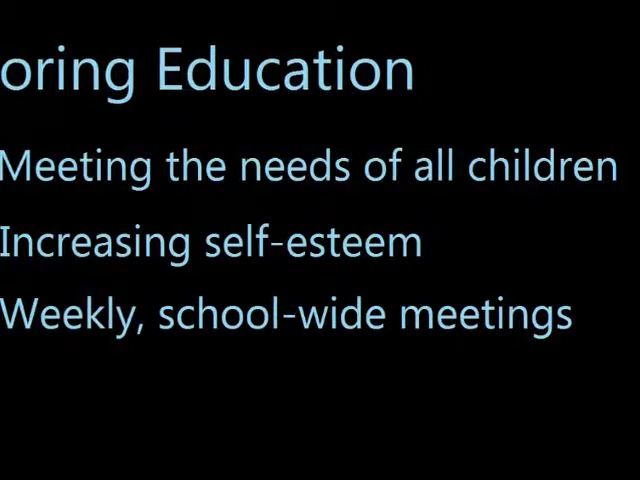 oring Education
Meeting the needs of all children
Increasing self-esteem
Weekly, school-wide meetings